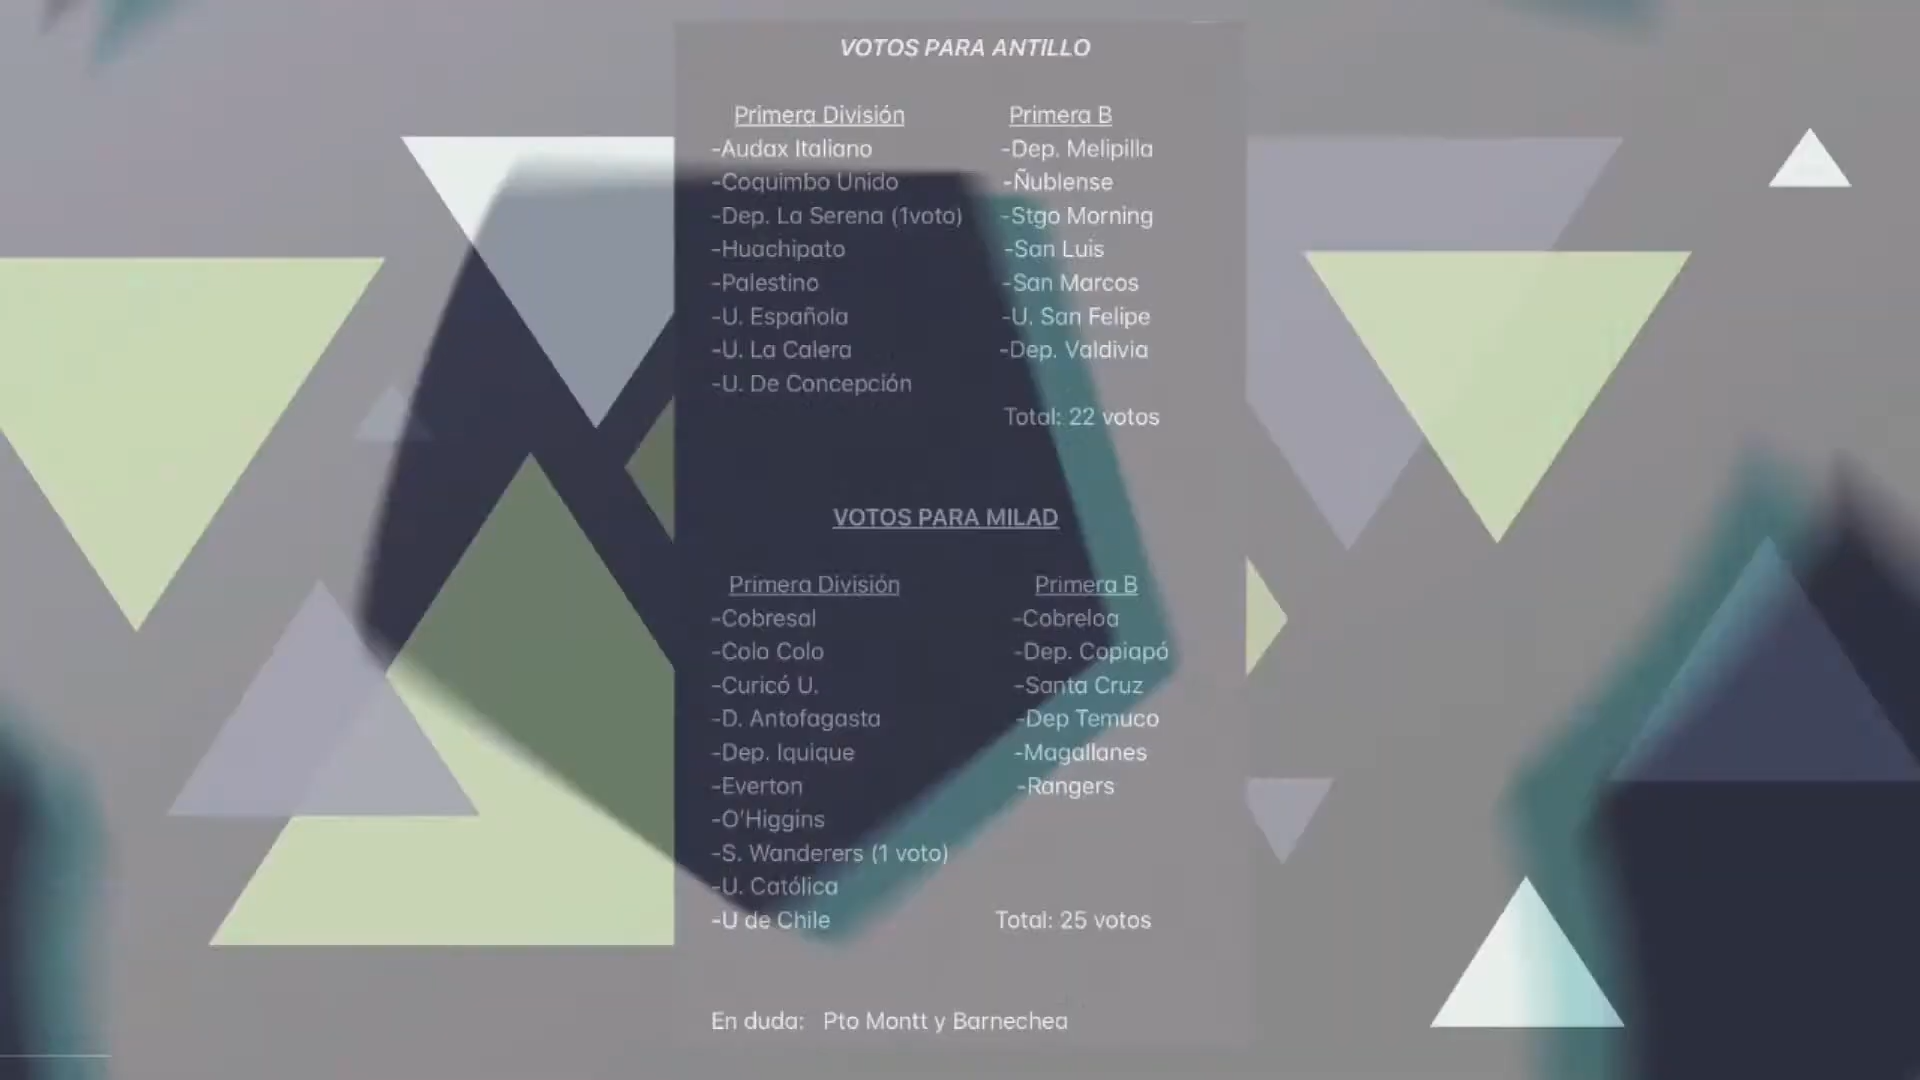 VOTOS PARA ANTILLO
Primera División
-Audax Italiano
-Coquimbo Unido
-Dep. La Serena (1voto)
-Huachipato
-Palestino
-U. Española
-U. La Calera
-U. De Concepción
Primera B
-Dep. Melipilla
-Ñublense
-Stgo Morning
-San Luis
-San Marcos
-U. San Felipe
-Dep. Valdivia
Total: 22 votos
VOTOS PARA MILAD
Primera División
-Cobresal
-Colo Colo
-Curicó U.
-D. Antofagasta
-Dep. Iquique
-Everton
-O'Higgins
-S. Wanderers (1 voto)
-U. Católica
-U de Chile
Primera B
-Cobreloa
-Dep. Copiapó
-Santa Cruz
-Dep Temuco
-Magallanes
-Rangers
Total: 25 votos
En duda: Pto Montt y Barnechea